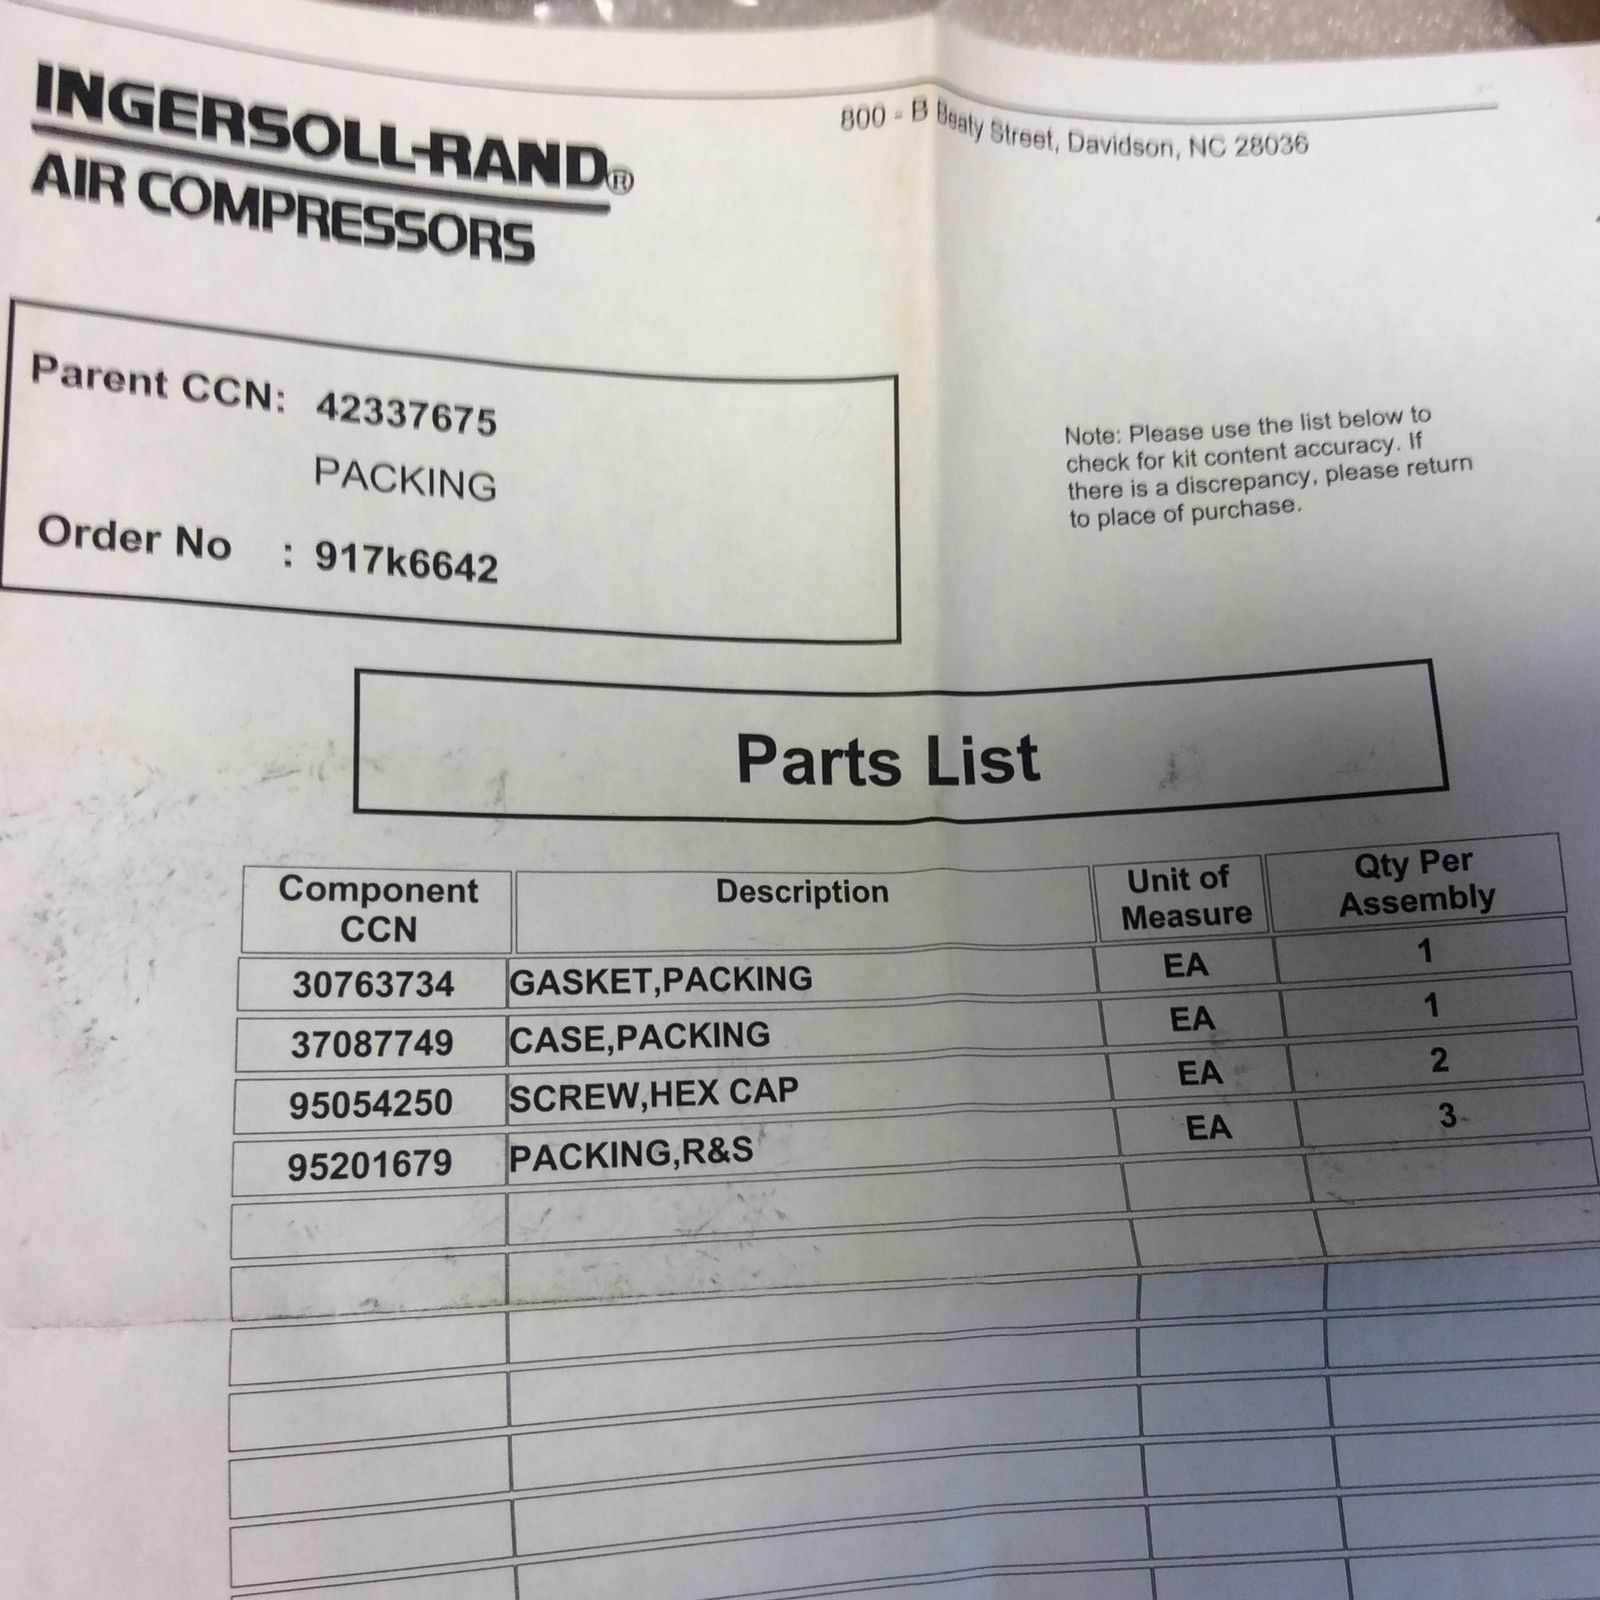 INGERSOLL-RAND®
AIR COMPRESSORS
800 - B Beaty Street, Davidson, NC 28036
Parent CCN: 42337675
PACKING
Order No : 917k6642
Note: Please use the list below to
check for kit content accuracy. If
there is a discrepancy, please return
to place of purchase.
Parts List
Component CCN Description Unit of Measure Qty Per Assembly
30763734 GASKET,PACKING EA 1
37087749 CASE,PACKING EA 1
95054250 SCREW,HEX CAP EA 2
95201679 PACKING,R&S EA 3